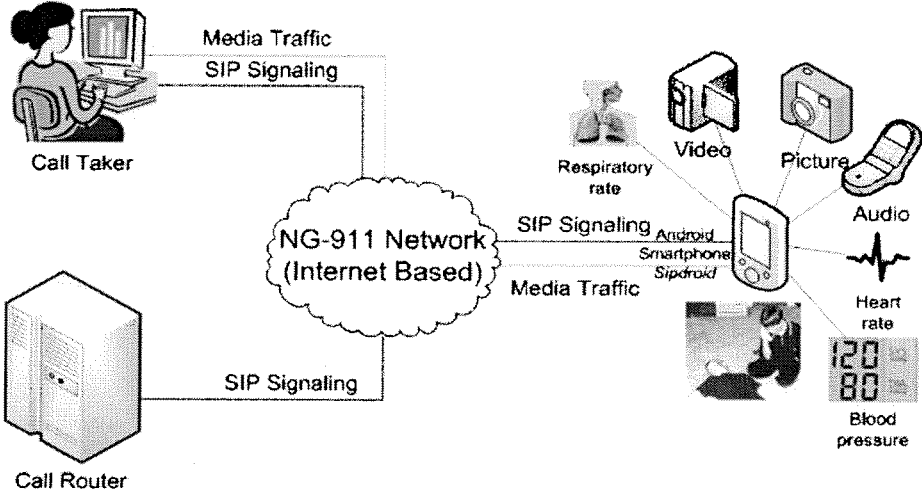 Media Traffic
SIP Signaling
Call Taker
Respiratory
rate
Video
Picture
Audio
NG-911 Network
(Internet Based)
SIP Signaling
Media Traffic
Android
Smartphone
Sipdroid
Heart
rate
120
80
Blood
pressure
SIP Signaling
Call Router